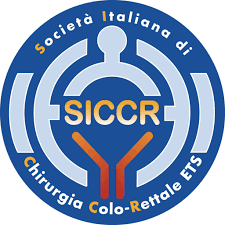 Società Italiana di
SICCR
Chirurgia Colo-Rettale ETS